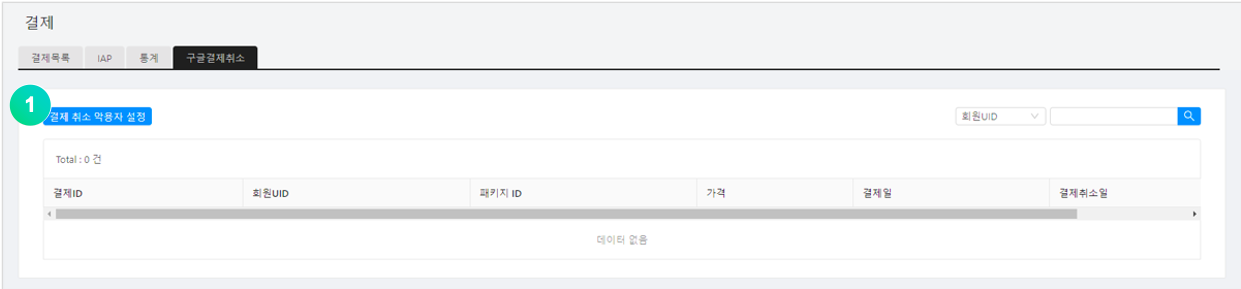 결제
결제목록 IAP 통계 구글결제취소
1
결제 취소 악용자 설정 회원UID
Total : 0 건
결제ID 회원UID 패키지 ID 가격 결제일 결제취소일
데이터 없음